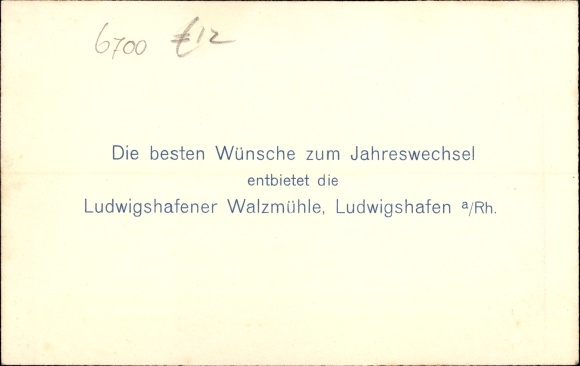 6700 €12
Die besten Wünsche zum Jahreswechsel
entbietet die
Ludwigshafener Walzmühle, Ludwigshafen a/Rh.